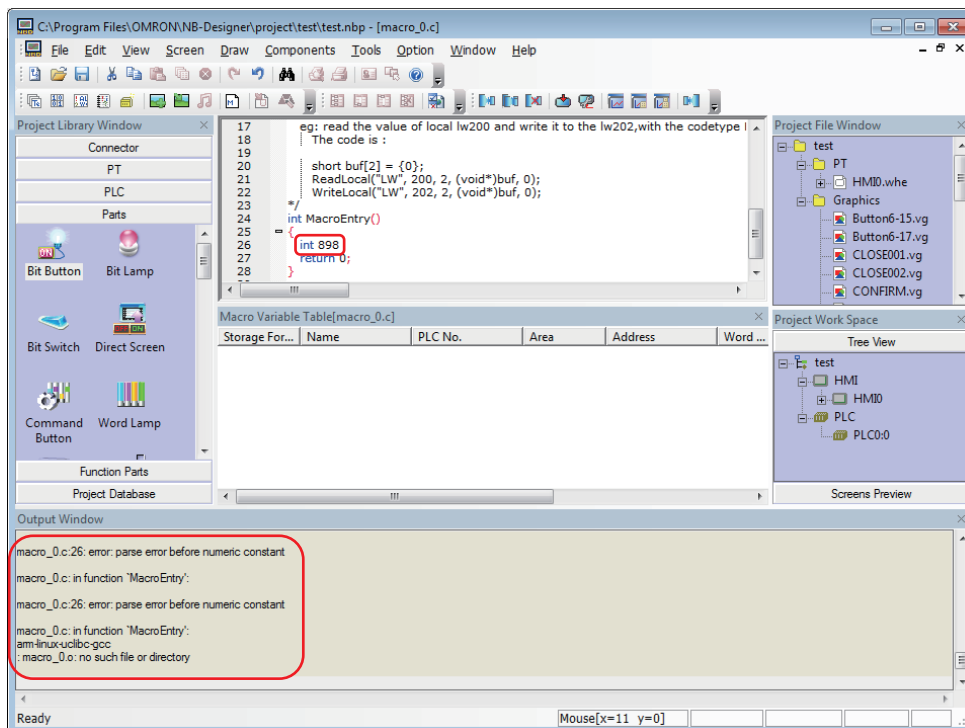 C:\Program Files\OMRON\NB-Designer\project\test\test.nbp - [macro_0.c]
File Edit View Screen Draw Components Tools Option Window Help
Project Library Window
Connector
PT
PLC
Parts
Bit Button Bit Lamp
Bit Switch Direct Screen
Command Button Word Lamp
Function Parts
Project Database
17 eg: read the value of local lw200 and write it to the lw202,with the codetype
18 The code is :
19
20 short buf[2] = {0};
21 ReadLocal("LW", 200, 2, (void*)buf, 0);
22 WriteLocal("LW", 202, 2, (void*)buf, 0);
23 */
24 int MacroEntry()
25 {
26 int 898
27 return 0;
28 }
Macro Variable Table[macro_0.c]
Storage For... Name PLC No. Area Address Word ...
Project File Window
test
PT
HMI0.whe
Graphics
Button6-15.vg
Button6-17.vg
CLOSE001.vg
CLOSE002.vg
CONFIRM.vg
Project Work Space
Tree View
test
HMI
HMI0
PLC
PLC0:0
Screens Preview
Output Window
macro_0.c:26: error: parse error before numeric constant
macro_0.c: in function `MacroEntry':
macro_0.c:26: error: parse error before numeric constant
macro_0.c: in function `MacroEntry':
arm-linux-uclibc-gcc
: macro_0.o: no such file or directory
Ready Mouse[x=11 y=0]